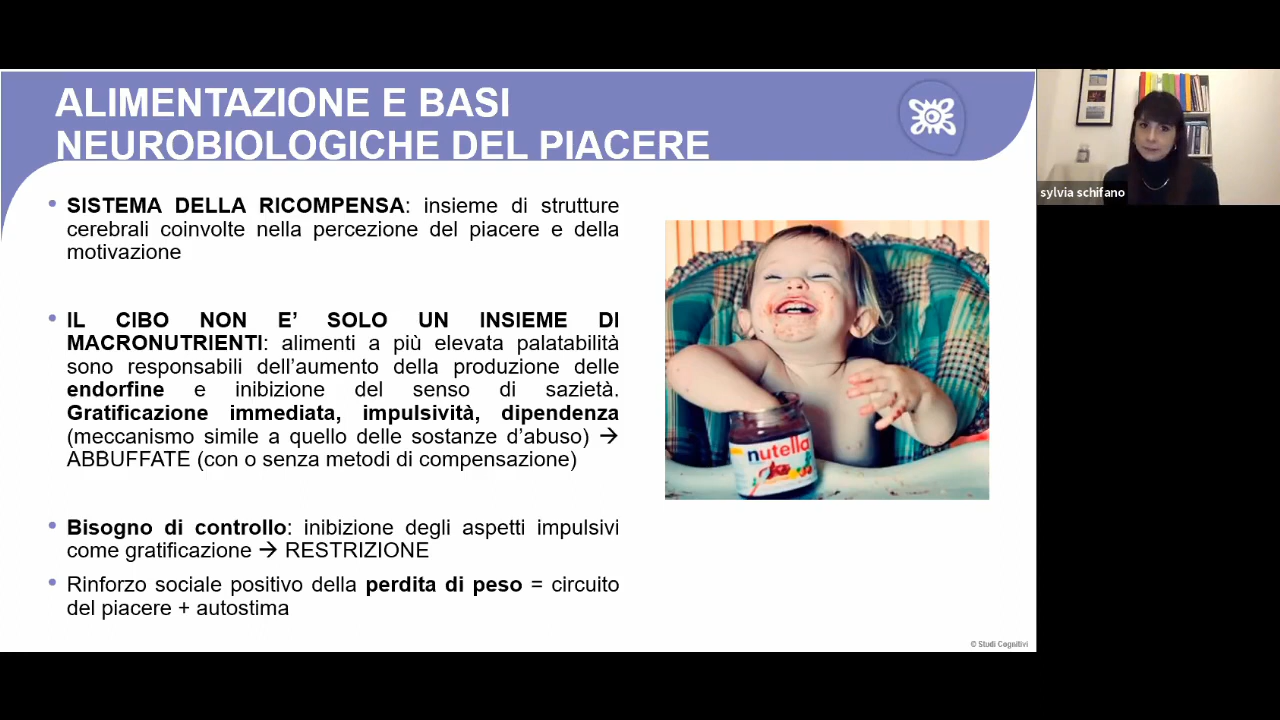 ALIMENTAZIONE E BASI
NEUROBIOLOGICHE DEL PIACERE
• SISTEMA DELLA RICOMPENSA: insieme di strutture
cerebrali coinvolte nella percezione del piacere e della
motivazione
• IL CIBO NON E’ SOLO UN INSIEME DI
MACRONUTRIENTI: alimenti a più elevata palatabilità
sono responsabili dell’aumento della produzione delle
endorfine e inibizione del senso di sazietà.
Gratificazione immediata, impulsività, dipendenza
(meccanismo simile a quello delle sostanze d’abuso) →
ABBUFFATE (con o senza metodi di compensazione)
• Bisogno di controllo: inibizione degli aspetti impulsivi
come gratificazione → RESTRIZIONE
• Rinforzo sociale positivo della perdita di peso = circuito
del piacere + autostima
nutella
© Studi Cognitivi
sylvia schifano